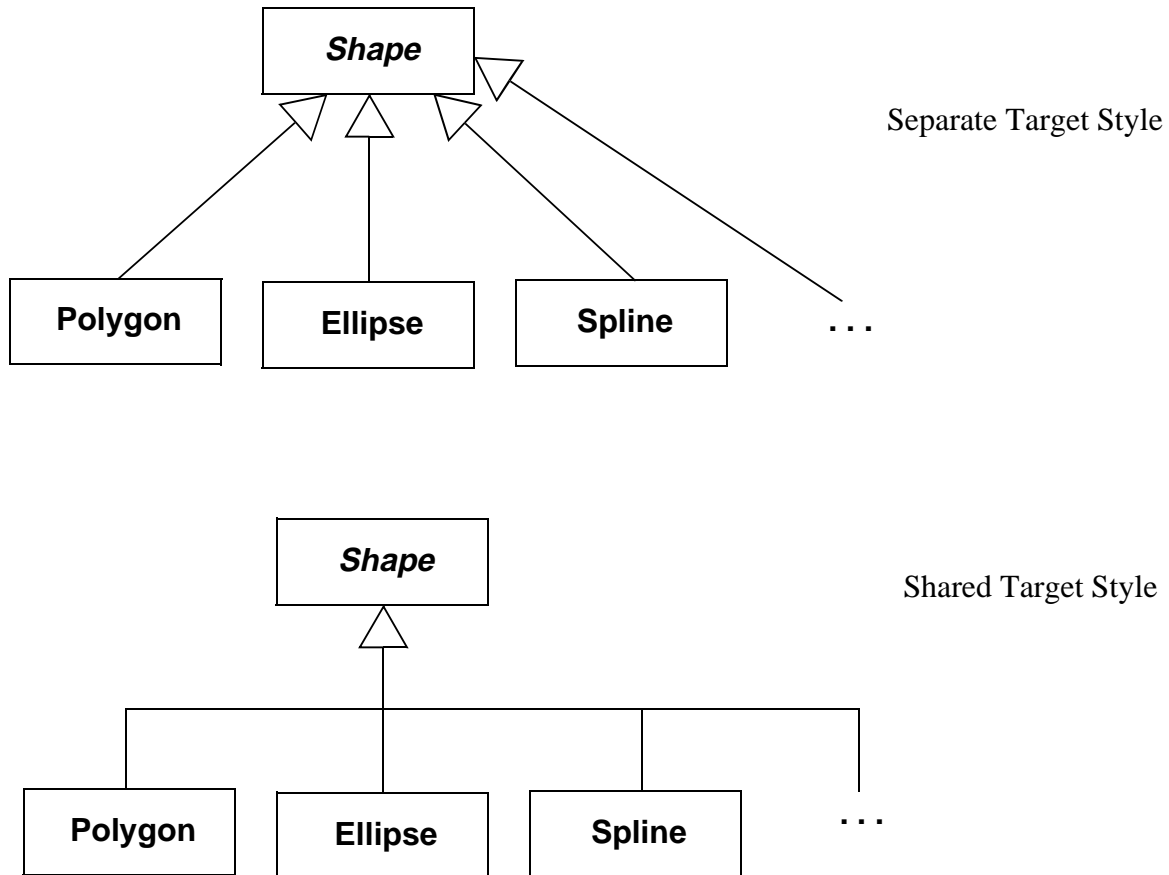 Shape
Separate Target Style
Polygon
Ellipse
Spline
. . .
Shape
Shared Target Style
Polygon
Ellipse
Spline
. . .